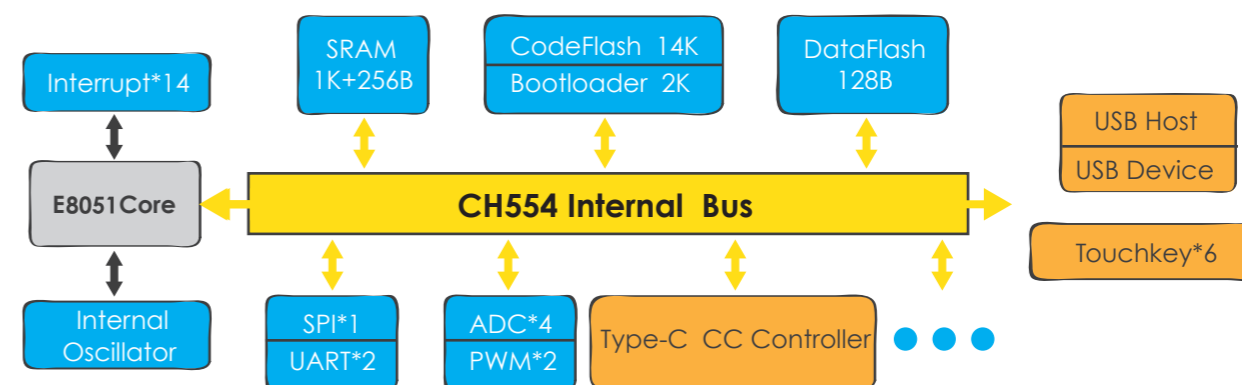 SRAM
1K+256B
CodeFlash 14K
Bootloader 2K
DataFlash
128B
Interrupt*14
USB Host
USB Device
E8051Core
CH554 Internal Bus
Touchkey*6
Internal
Oscillator
SPI*1
UART*2
ADC*4
PWM*2
Type-C CC Controller